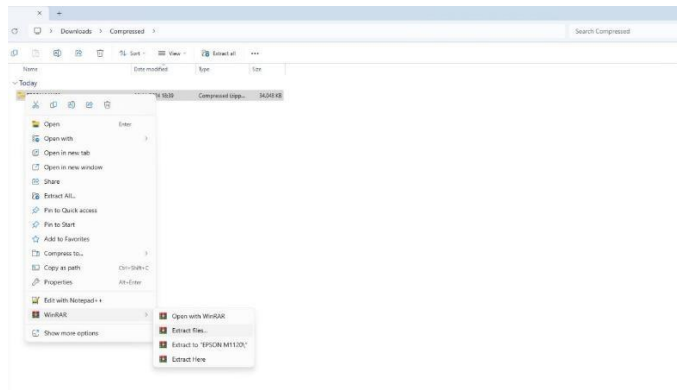 Downloads > Compressed >
Search Compressed
Sort
View
Extract all
...
Name
Date modified
Type
Size
Today
Compressed (zipp...
34,048 KB
Open
Enter
Open with
Open in new tab
Open in new window
Share
Extract All...
Pin to Quick access
Pin to Start
Add to Favorites
Compress to...
Copy as path
Ctrl+Shift+C
Properties
Alt+Enter
Edit with Notepad++
WinRAR
Open with WinRAR
Extract files...
Extract to "EPSON M1120\"
Show more options
Extract Here